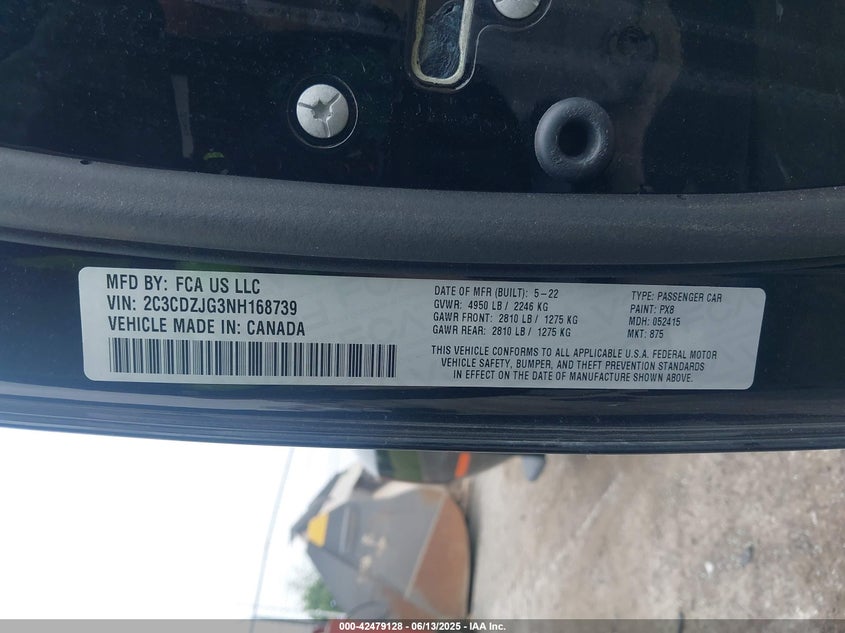 MFD BY: FCA US LLC
VIN: 2C3CDZJG3NH168739
VEHICLE MADE IN: CANADA
DATE OF MFR (BUILT): 5-22
GVWR: 4950 LB / 2246 KG
GAWR FRONT: 2810 LB / 1275 KG
GAWR REAR: 2810 LB / 1275 KG
TYPE: PASSENGER CAR
PAINT: PX8
MDH: 052415
MKT: 875
THIS VEHICLE CONFORMS TO ALL APPLICABLE U.S.A. FEDERAL MOTOR
VEHICLE SAFETY, BUMPER, AND THEFT PREVENTION STANDARDS
IN EFFECT ON THE DATE OF MANUFACTURE SHOWN ABOVE.
000-42479128 - 06/13/2025 - IAA Inc.